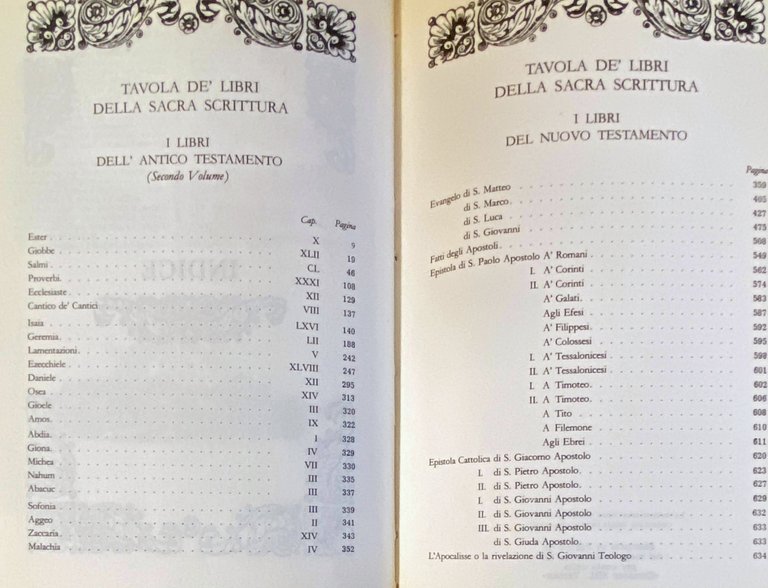 TAVOLA DE' LIBRI
DELLA SACRA SCRITTURA
I LIBRI
DELL' ANTICO TESTAMENTO
(Secondo Volume)
Cap. Pagina
Ester X 9
Giobbe XLII 19
Salmi CL 46
Proverbi XXXI 108
Ecclesiaste XII 129
Cantico de' Cantici VIII 137
Isaia LXVI 140
Geremia LII 188
Lamentazioni V 242
Ezecchiele XLVIII 247
Daniele XII 295
Osea XIV 313
Gioele III 320
Amos IX 322
Abdia I 328
Giona IV 329
Michea VII 330
Nahum III 335
Abacuc III 337
Sofonia III 339
Aggeo II 341
Zaccaria XIV 343
Malachia IV 352
TAVOLA DE' LIBRI
DELLA SACRA SCRITTURA
I LIBRI
DEL NUOVO TESTAMENTO
Pagina
Evangelo di S. Matteo 359
di S. Marco 405
di S. Luca 427
di S. Giovanni 475
Fatti degli Apostoli 508
Epistola di S. Paolo Apostolo A' Romani 549
I. A' Corinti 562
II. A' Corinti 574
A' Galati 583
Agli Efesi 587
A' Filippesi 592
A' Colossesi 595
I. A' Tessalonicesi 598
II. A' Tessalonicesi 601
I. A Timoteo 602
II. A Timoteo 606
A Tito 608
A Filemone 610
Agli Ebrei 611
Epistola Cattolica di S. Giacomo Apostolo 620
I. di S. Pietro Apostolo 623
II. di S. Pietro Apostolo 627
I. di S. Giovanni Apostolo 629
II. di S. Giovanni Apostolo 632
III. di S. Giovanni Apostolo 633
di S. Giuda Apostolo 633
L'Apocalisse o la rivelazione di S. Giovanni Teologo 634